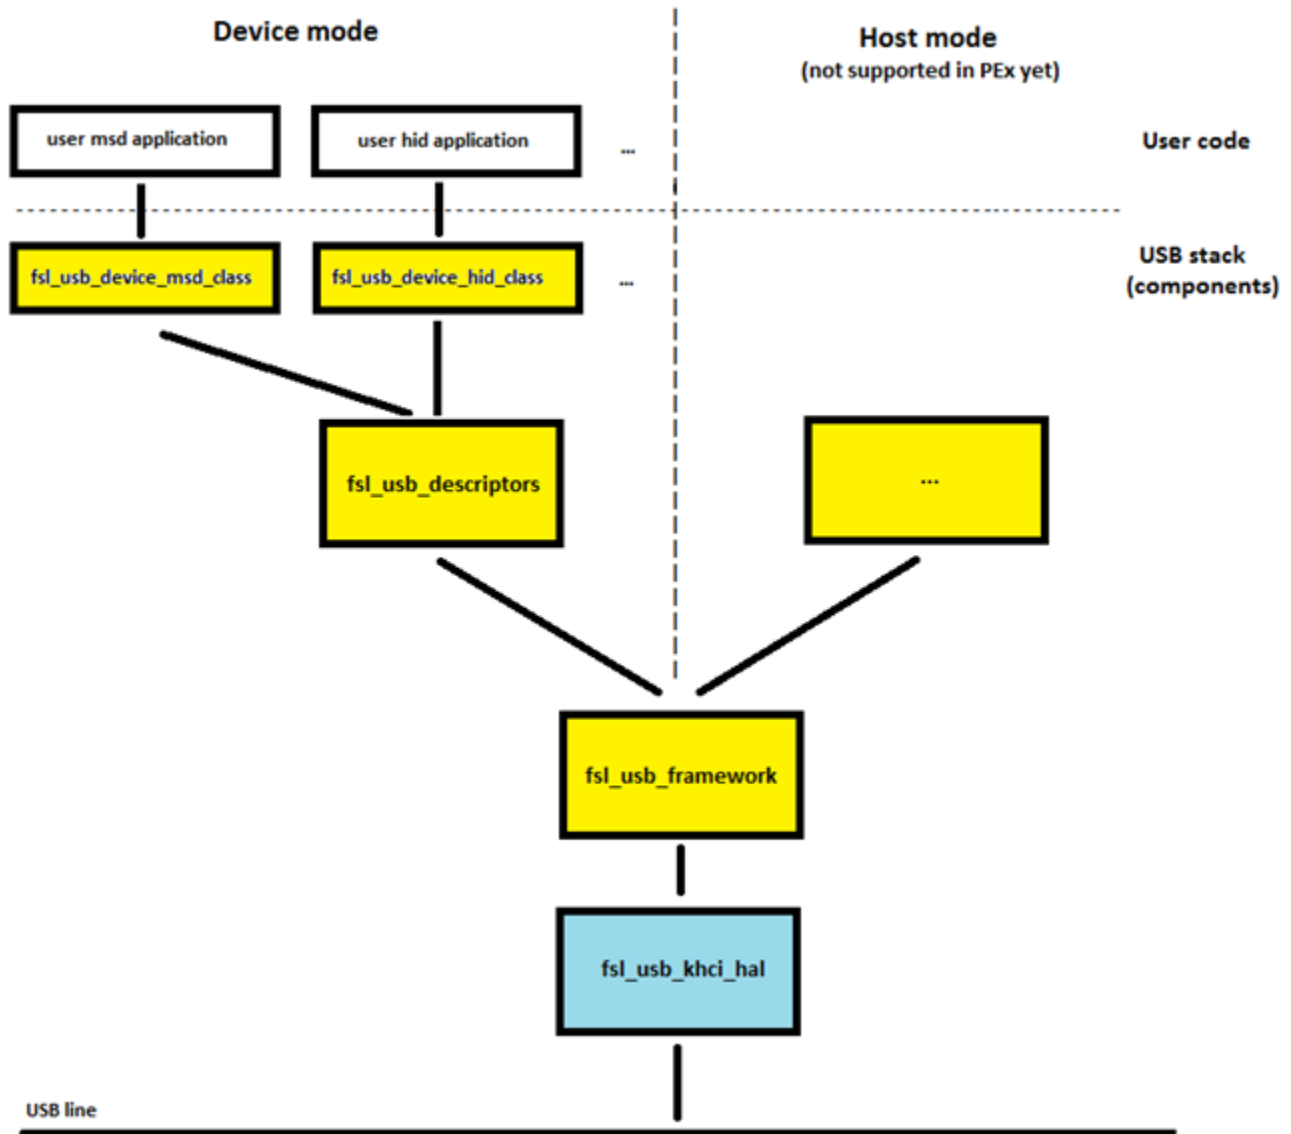 Device mode
Host mode
(not supported in PEx yet)
user msd application
user hid application
...
User code
fsl_usb_device_msd_class
fsl_usb_device_hid_class
...
USB stack
(components)
fsl_usb_descriptors
...
fsl_usb_framework
fsl_usb_khci_hal
USB line